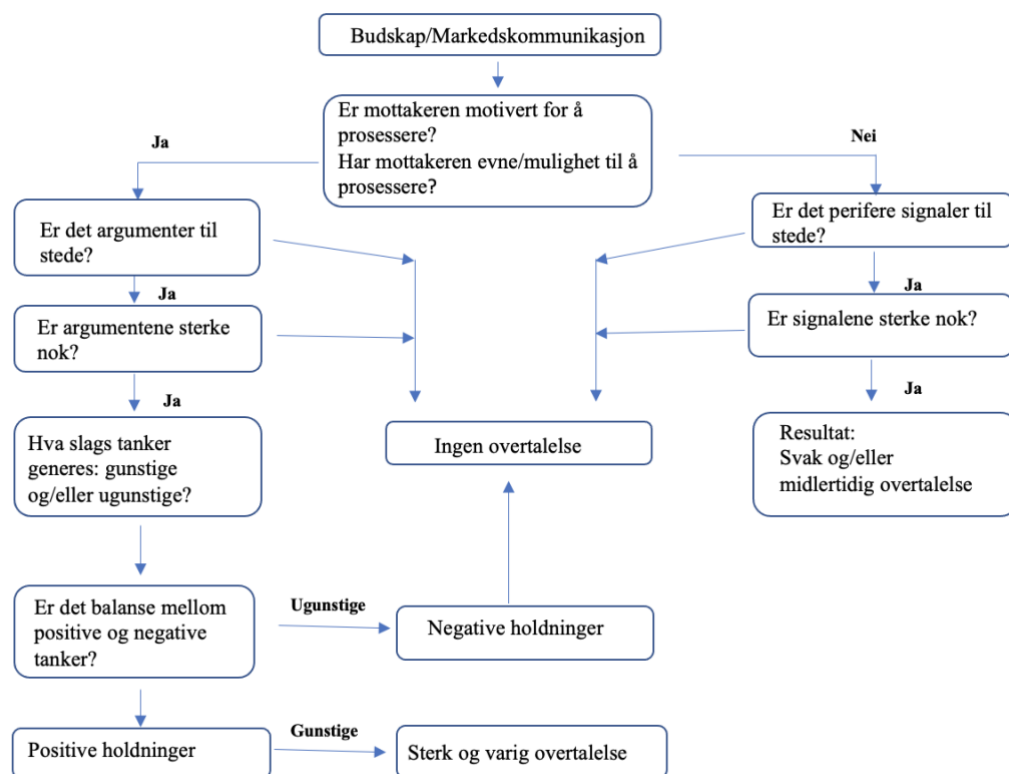 Budskap/Markedskommunikasjon
Er mottakeren motivert for å
prosessere?
Har mottakeren evne/mulighet til å
prosessere?
Ja
Nei
Er det argumenter til
stede?
Er det perifere signaler til
stede?
Ja
Ja
Er argumentene sterke
nok?
Er signalene sterke nok?
Ja
Ja
Hva slags tanker
generes: gunstige
og/eller ugunstige?
Ingen overtalelse
Resultat:
Svak og/eller
midlertidig overtalelse
Er det balanse mellom
positive og negative
tanker?
Ugunstige
Negative holdninger
Positive holdninger
Gunstige
Sterk og varig overtalelse